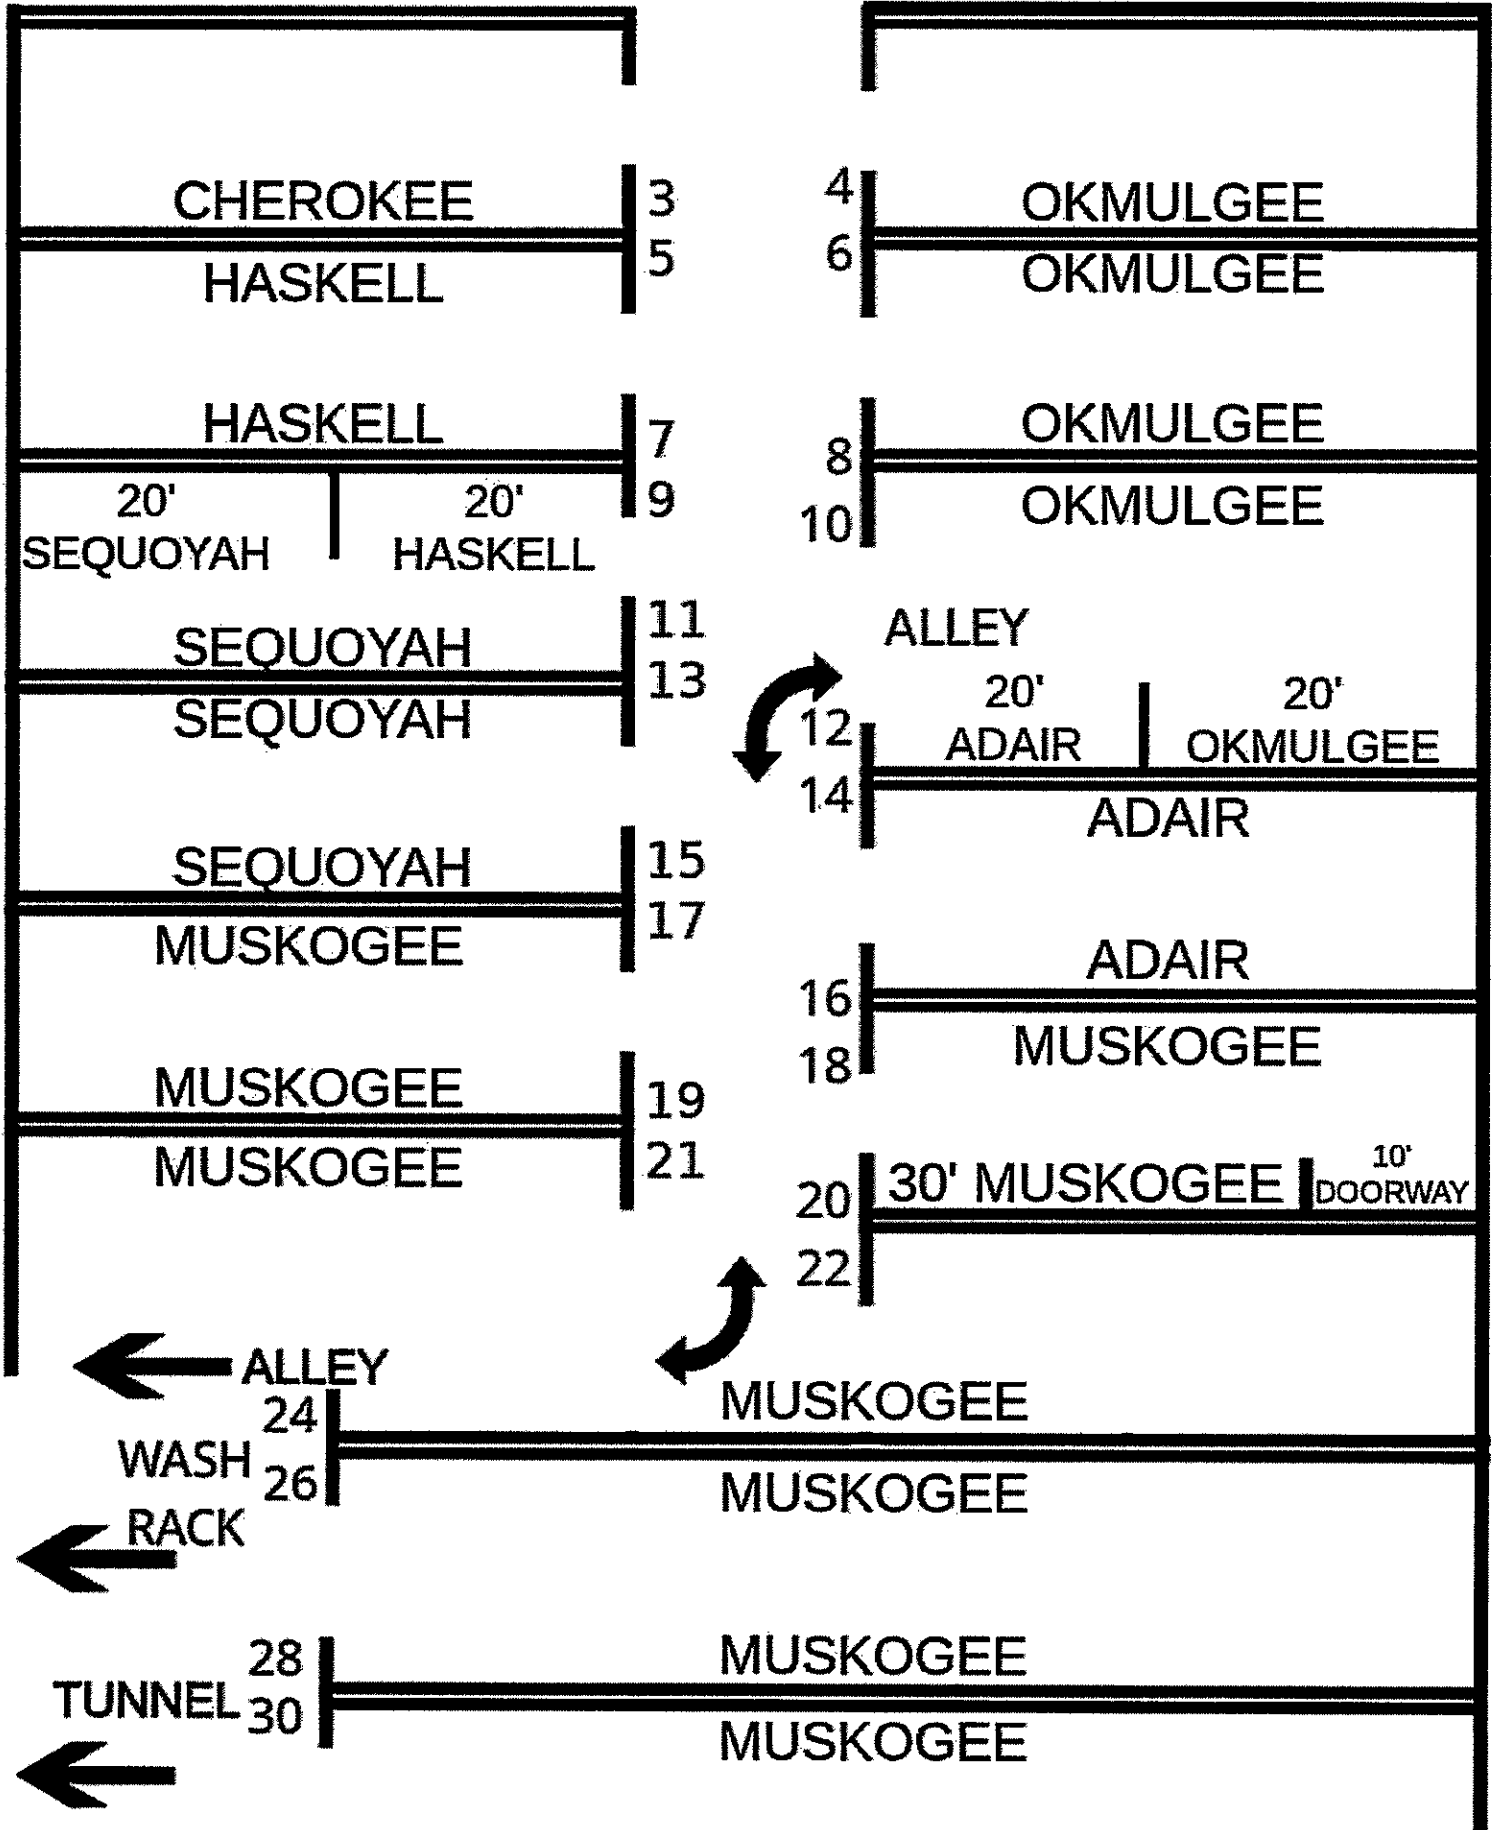 CHEROKEE 3
5
HASKELL
4 OKMULGEE
6 OKMULGEE
HASKELL 7
20' 20' 9
SEQUOYAH HASKELL
8 OKMULGEE
10 OKMULGEE
SEQUOYAH 11
SEQUOYAH 13
ALLEY
20' 20'
12 ADAIR OKMULGEE
14 ADAIR
SEQUOYAH 15
MUSKOGEE 17
ADAIR
16
18 MUSKOGEE
MUSKOGEE 19
MUSKOGEE 21
10'
20 30' MUSKOGEE DOORWAY
22
ALLEY
24 MUSKOGEE
WASH 26 MUSKOGEE
RACK
28 MUSKOGEE
TUNNEL 30 MUSKOGEE